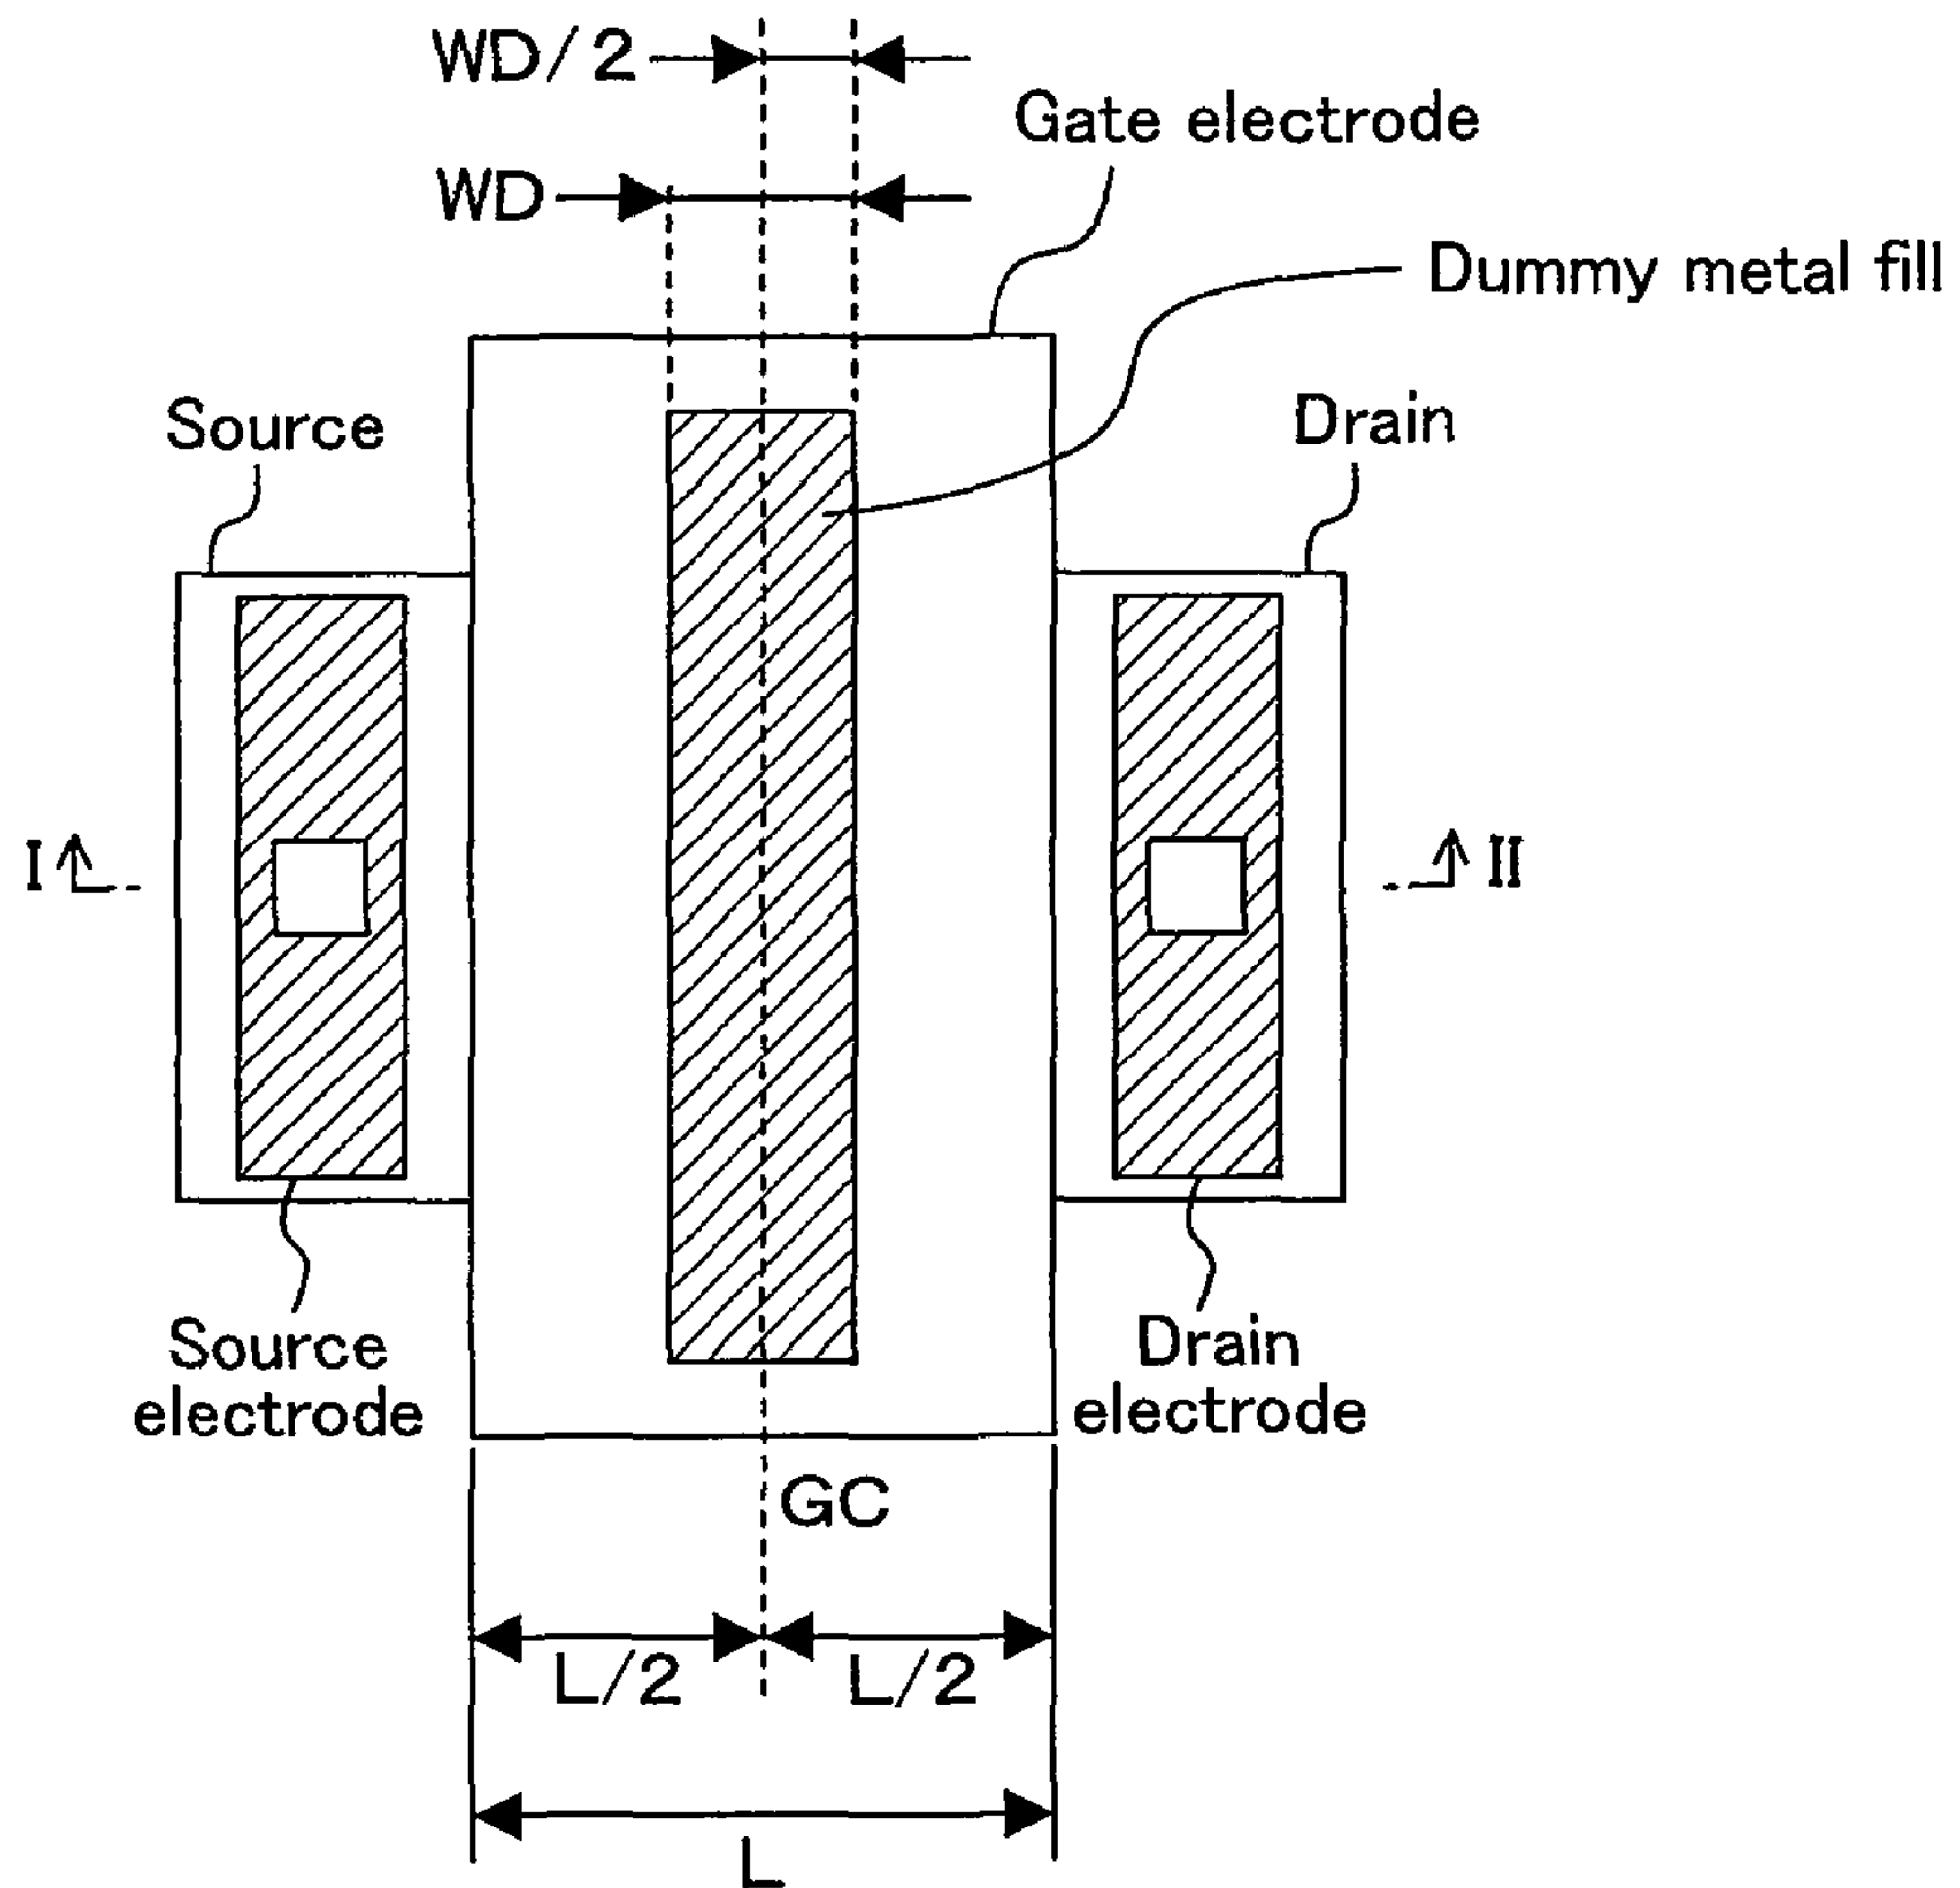 WD/2
Gate electrode
WD
Dummy metal fill
Source
Drain
I
II
Source
electrode
Drain
electrode
GC
L/2
L/2
L